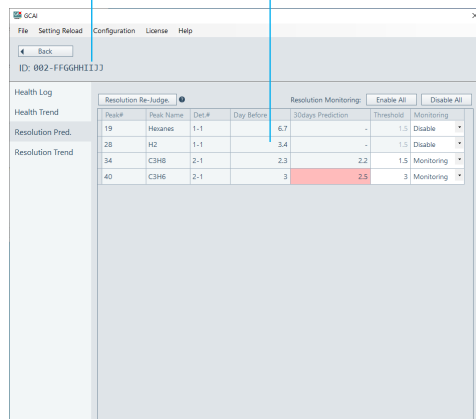 GCAI
File Setting Reload Configuration License Help
Back
ID: 002-FFGGHHIIJJ
Health Log
Health Trend
Resolution Pred.
Resolution Trend
Resolution Re-Judge. Resolution Monitoring: Enable All Disable All
Peak# Peak Name Det.# Day Before 30days Prediction Threshold Monitoring
19 Hexanes 1-1 6.7 - 1.5 Disable
28 H2 1-1 3.4 - 1.5 Disable
34 C3H8 2-1 2.3 2.2 1.5 Monitoring
40 C3H6 2-1 3 2.5 3 Monitoring